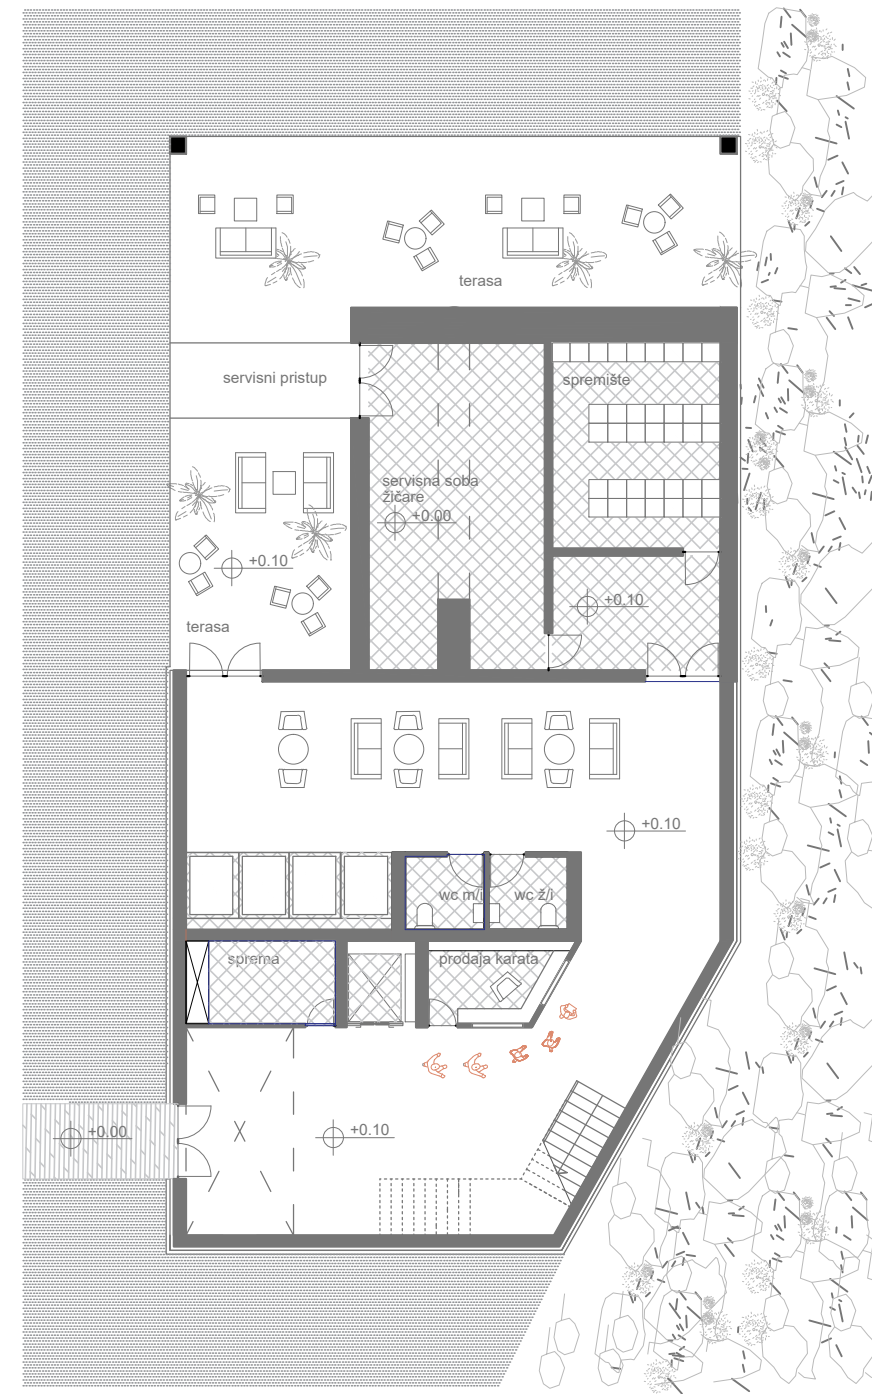 terasa
servisni pristup
spremište
servisna soba
žičare
+0.00
+0.10
+0.10
terasa
+0.10
wc m/i
wc ž/i
sprema
prodaja karata
+0.00
+0.10